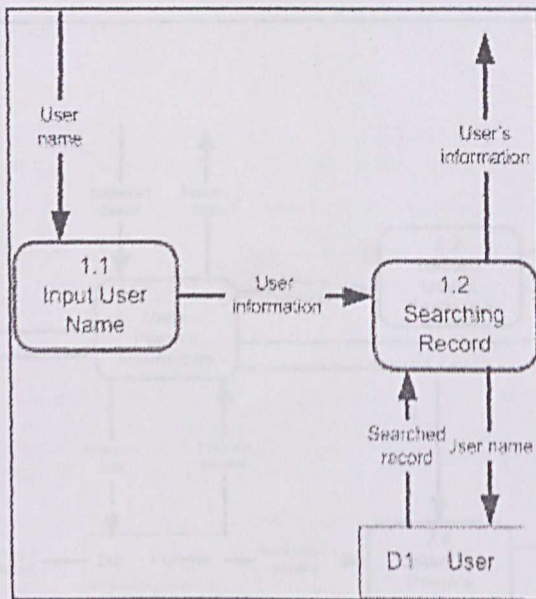 User
name
User's
information
1.1
Input User
Name
User
information
1.2
Searching
Record
Searched
record
User name
D1 User